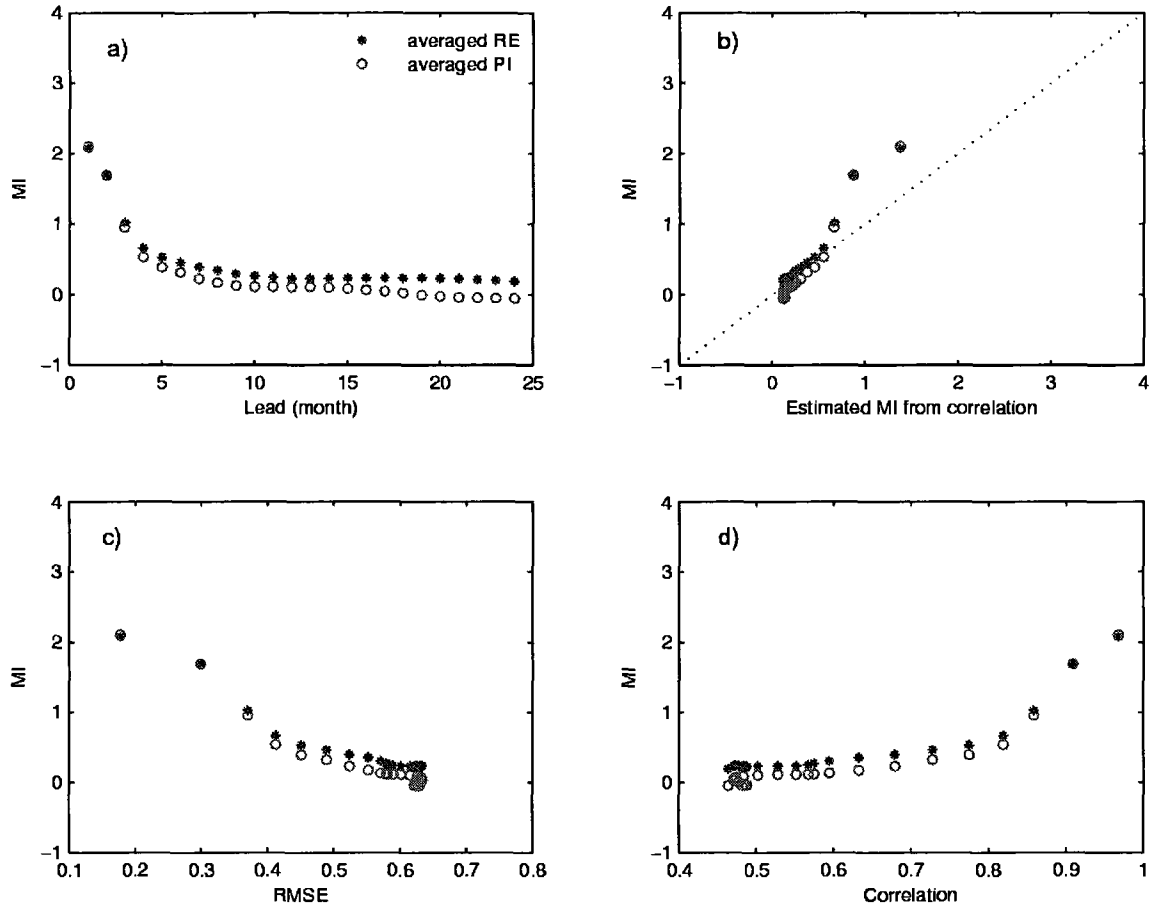 a)
* averaged RE
o averaged PI
MI
4
3
2
1
0
−1
0 5 10 15 20 25
Lead (month)
b)
MI
4
3
2
1
0
−1
−1 0 1 2 3 4
Estimated MI from correlation
c)
MI
4
3
2
1
0
−1
0.1 0.2 0.3 0.4 0.5 0.6 0.7 0.8
RMSE
d)
MI
4
3
2
1
0
−1
0.4 0.5 0.6 0.7 0.8 0.9 1
Correlation